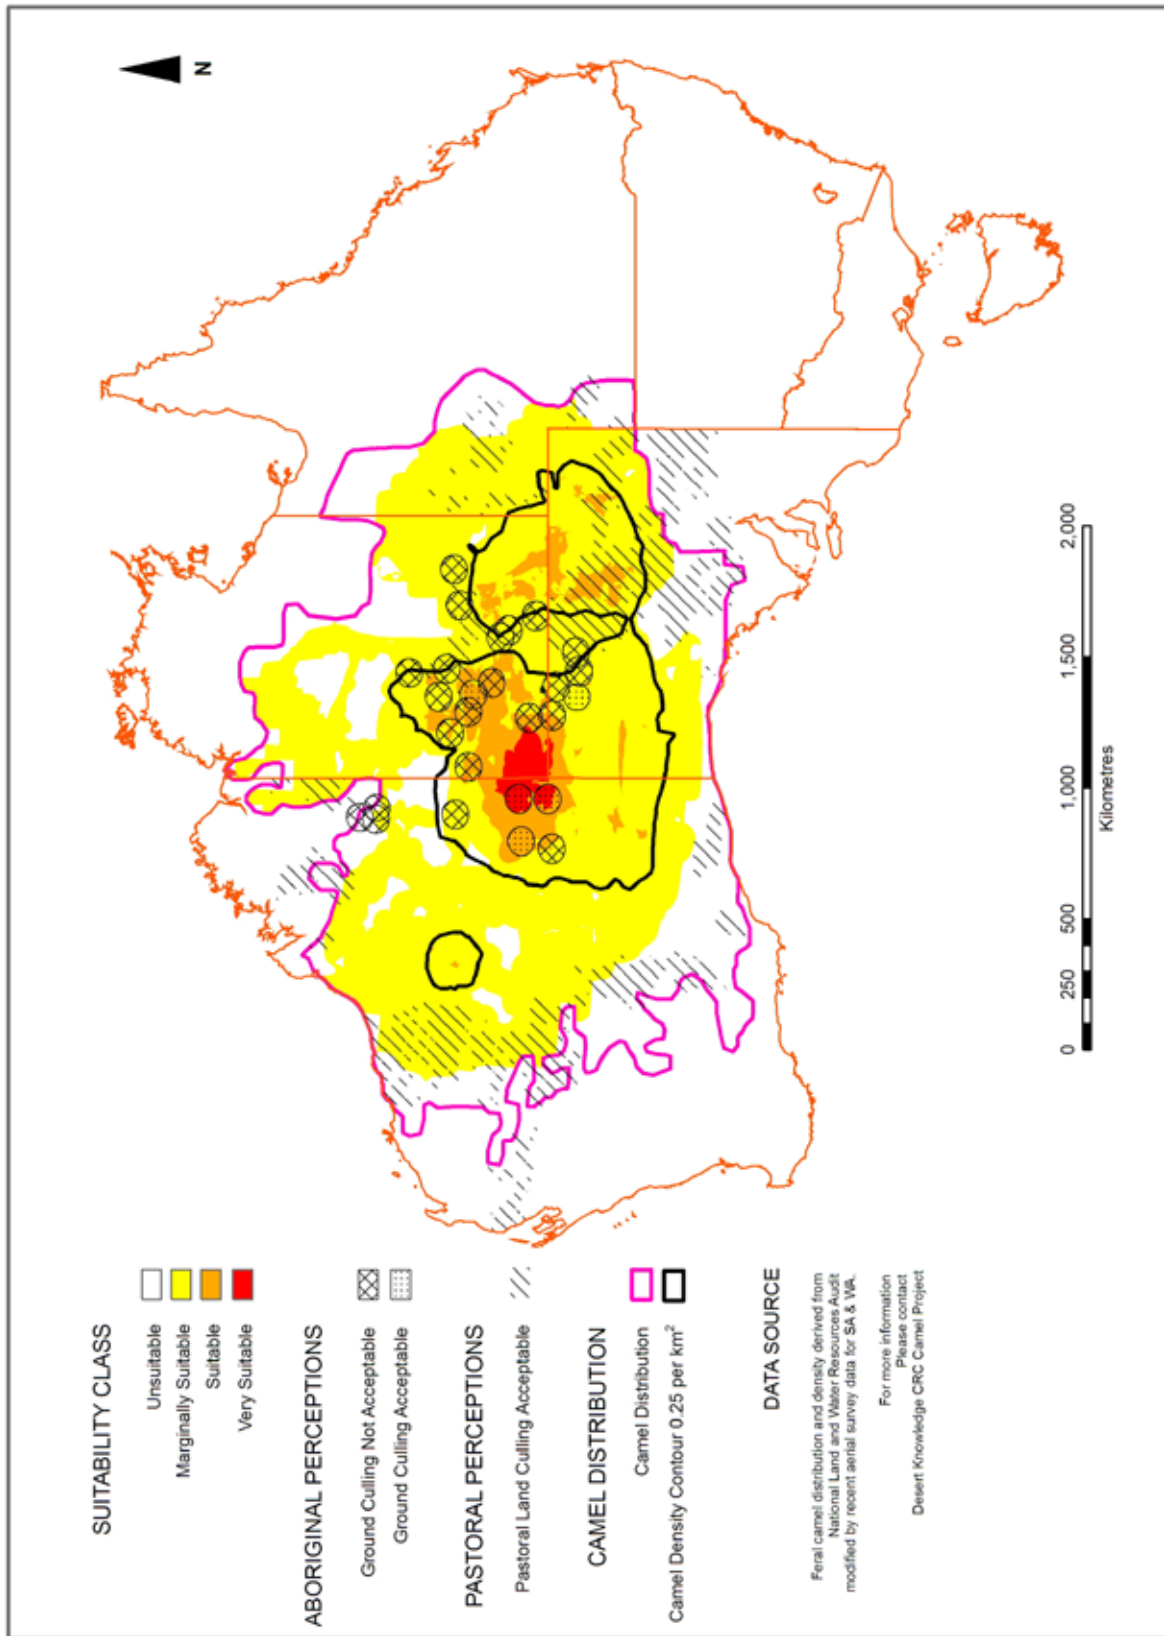 N
SUITABILITY CLASS
Unsuitable
Marginally Suitable
Suitable
Very Suitable
ABORIGINAL PERCEPTIONS
Ground Culling Not Acceptable
Ground Culling Acceptable
PASTORAL PERCEPTIONS
Pastoral Land Culling Acceptable
CAMEL DISTRIBUTION
Camel Distribution
Camel Density Contour 0.25 per km²
DATA SOURCE
Feral camel distribution and density derived from
National Land and Water Resources Audit
modified by recent aerial survey data for SA & WA.
For more information
Please contact
Desert Knowledge CRC Camel Project
0 250 500 1,000 1,500 2,000
Kilometres